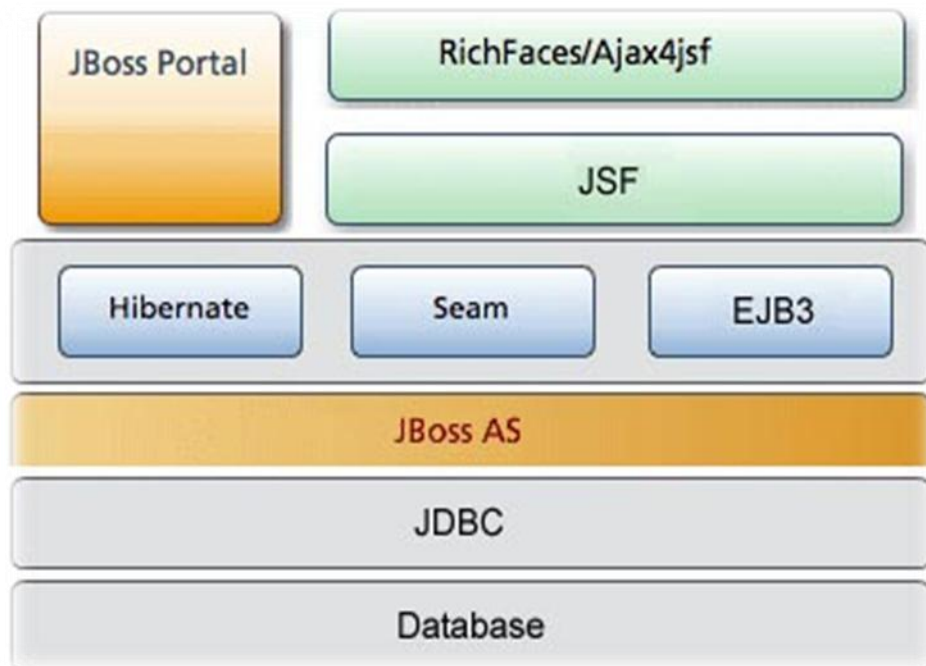 JBoss Portal
RichFaces/Ajax4jsf
JSF
Hibernate
Seam
EJB3
JBoss AS
JDBC
Database